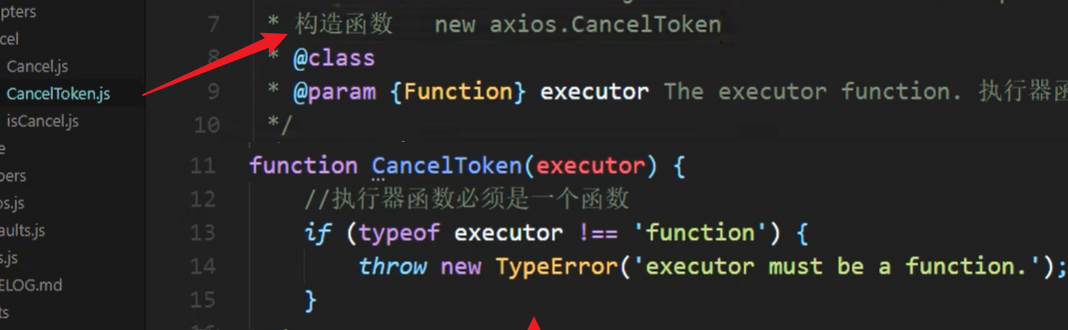 pters
cel
Cancel.js
CancelToken.js
isCancel.js
e
pers
os.js
aults.js
s.js
ELOG.md
ts
7 * 构造函数 new axios.CancelToken
8 * @class
9 * @param {Function} executor The executor function. 执行器函
10 */
11 function CancelToken(executor) {
12 //执行器函数必须是一个函数
13 if (typeof executor !== 'function') {
14 throw new TypeError('executor must be a function.');
15 }